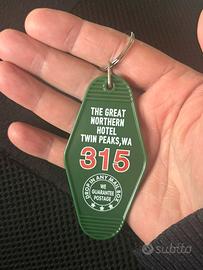 THE GREAT
NORTHERN
HOTEL
TWIN PEAKS,WA
315
DROP IN ANY MAIL BOX
WE
GUARANTEE
POSTAGE
subito